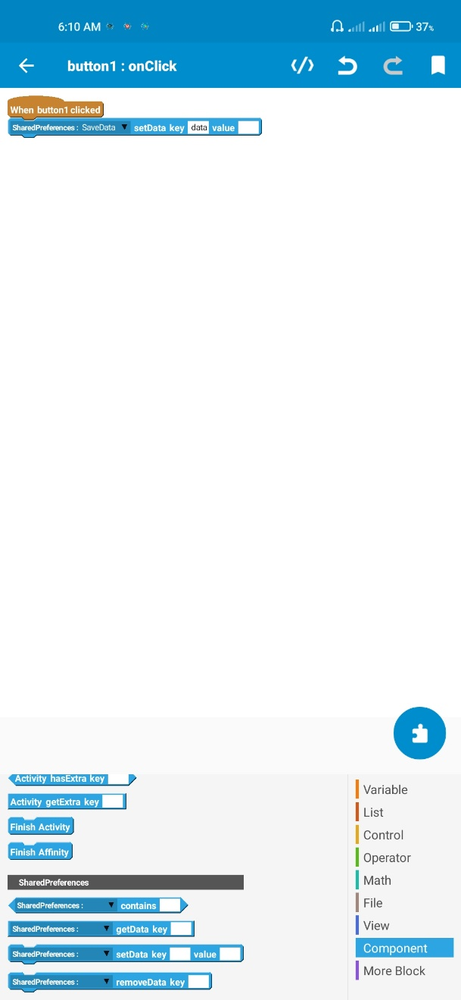 6:10 AM 37%
button1 : onClick
When button1 clicked
SharedPreferences : SaveData setData key data value
Activity hasExtra key
Activity getExtra key
Finish Activity
Finish Affinity
SharedPreferences
SharedPreferences : contains
SharedPreferences : getData key
SharedPreferences : setData key value
SharedPreferences : removeData key
Variable
List
Control
Operator
Math
File
View
Component
More Block